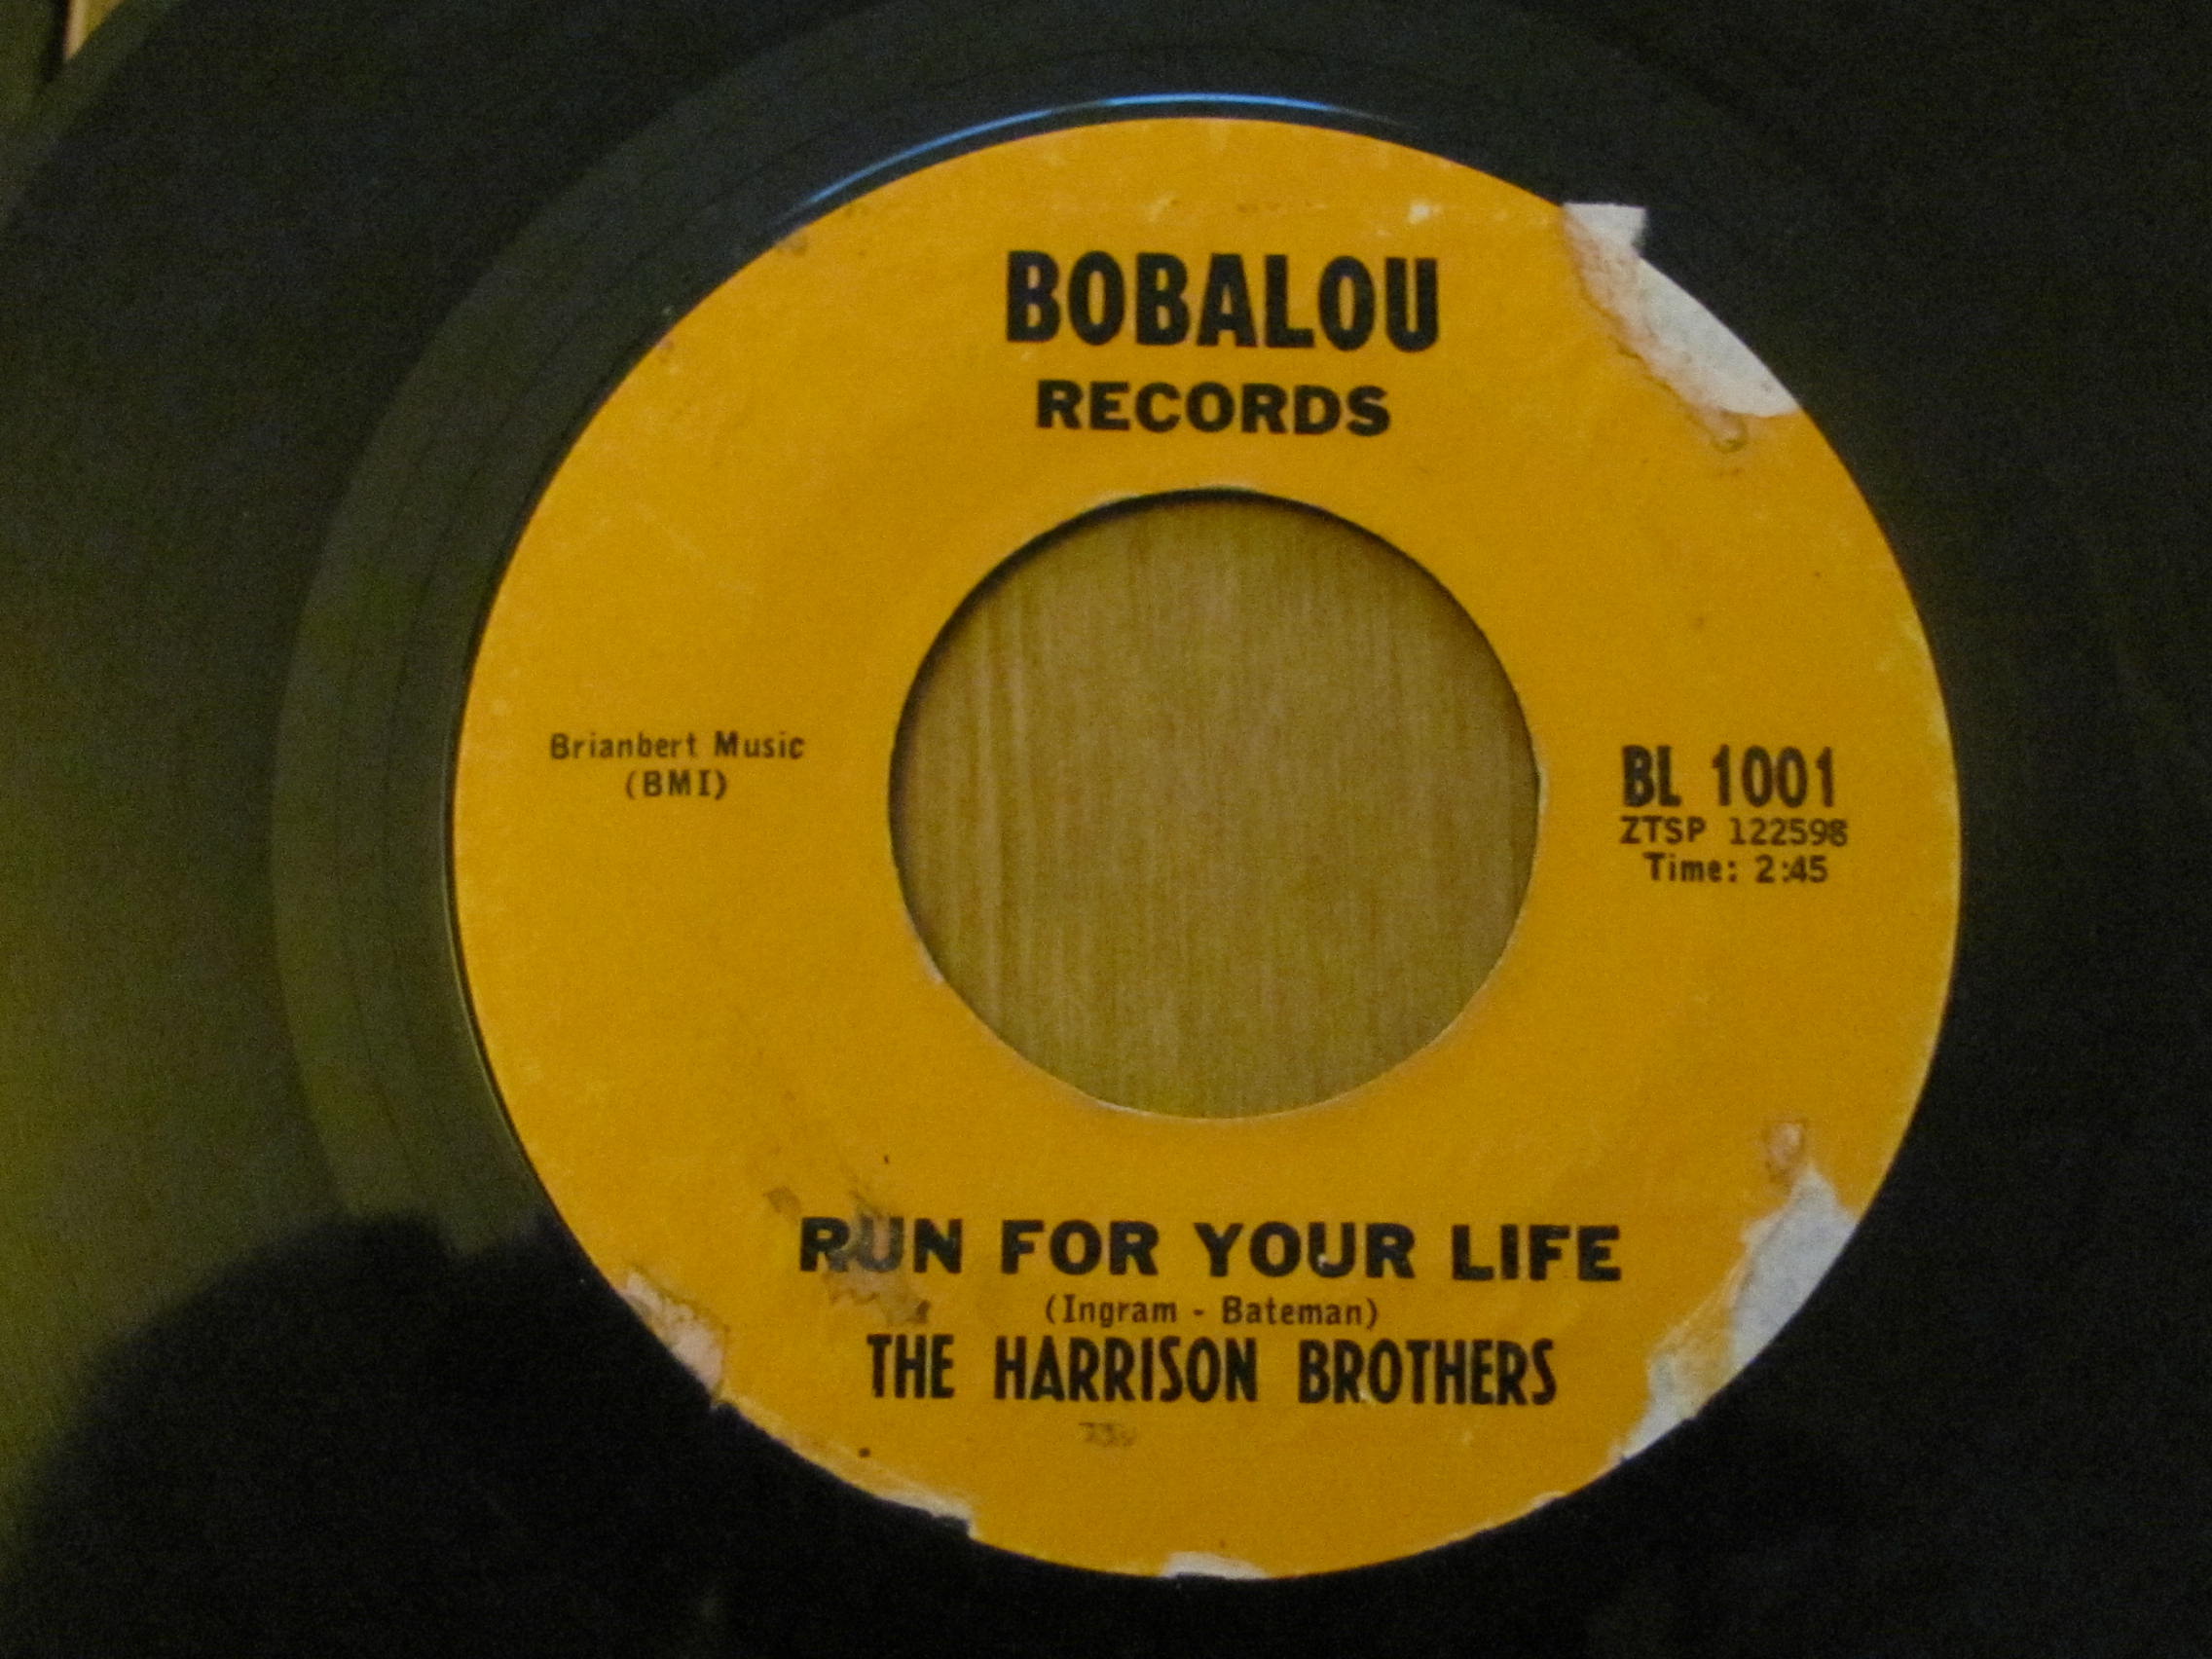 BOBALOU
RECORDS
Brianbert Music
(BMI)
BL 1001
ZTSP 122598
Time: 2:45
RUN FOR YOUR LIFE
(Ingram - Bateman)
THE HARRISON BROTHERS